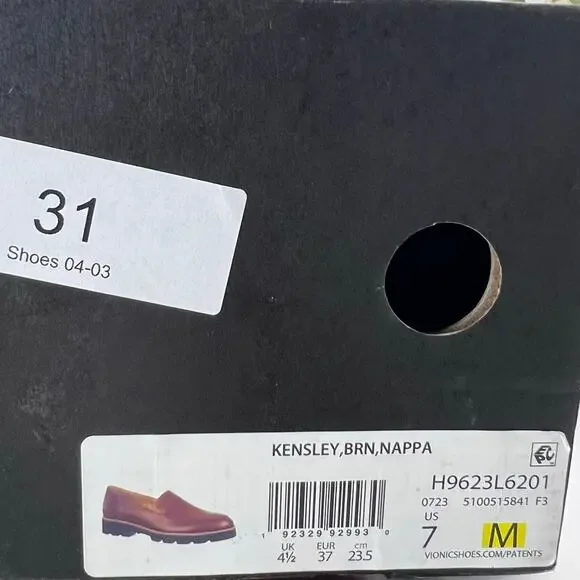 31
Shoes 04-03
KENSLEY,BRN,NAPPA
H9623L6201
0723 5100515841 F3
1 92329 92993 0
US
7 M
UK EUR cm
4½ 37 23.5
VIONICSHOES.COM/PATENTS